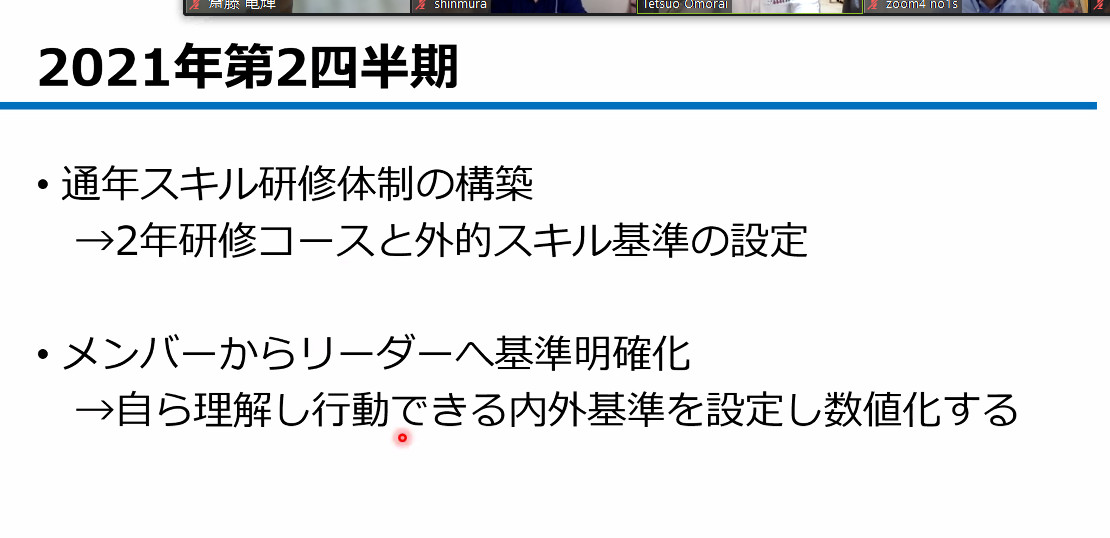 齋藤 竜輝
shinmura
Tetsuo Omorai
zoom4 no1s
2021年第2四半期
• 通年スキル研修体制の構築
→2年研修コースと外的スキル基準の設定
• メンバーからリーダーへ基準明確化
→自ら理解し行動できる内外基準を設定し数値化する